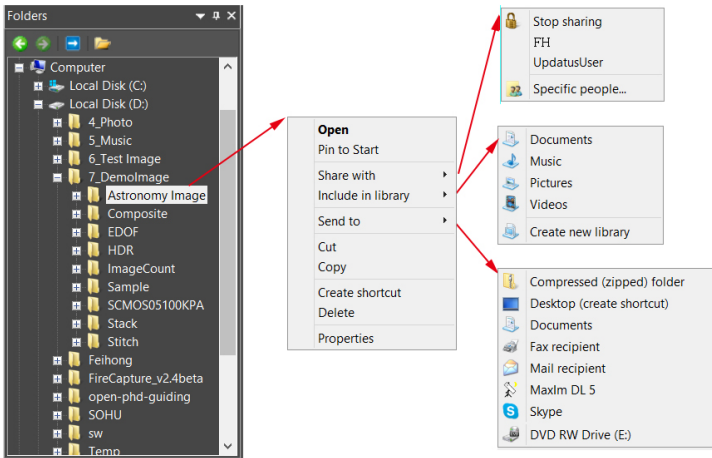 Folders
Computer
Local Disk (C:)
Local Disk (D:)
4_Photo
5_Music
6_Test Image
7_DemoImage
Astronomy Image
Composite
EDOF
HDR
ImageCount
Sample
SCMOS05100KPA
Stack
Stitch
Feihong
FireCapture_v2.4beta
open-phd-guiding
SOHU
sw
Temp
Open
Pin to Start
Share with
Include in library
Send to
Cut
Copy
Create shortcut
Delete
Properties
Stop sharing
FH
UpdatusUser
Specific people...
Documents
Music
Pictures
Videos
Create new library
Compressed (zipped) folder
Desktop (create shortcut)
Documents
Fax recipient
Mail recipient
MaxIm DL 5
Skype
DVD RW Drive (E:)